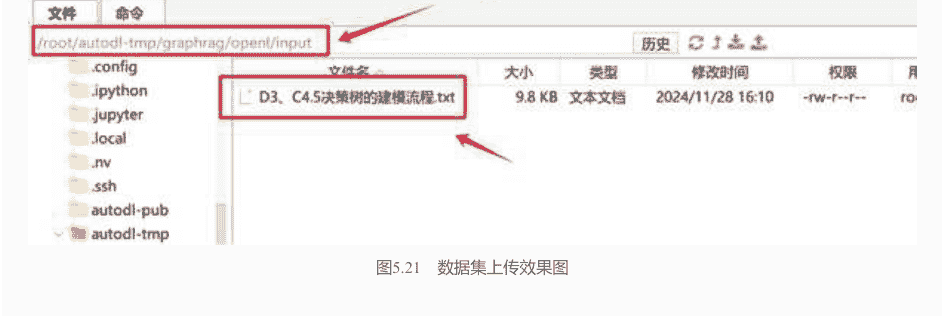 文件 命令
/root/autodl-tmp/graphrag/openl/input 历史
.config 文件名 大小 类型 修改时间 权限 用
.ipython D3、C4.5决策树的建模流程.txt 9.8 KB 文本文档 2024/11/28 16:10 -rw-r--r-- ro
.jupyter
.local
.nv
.ssh
autodl-pub
autodl-tmp
图5.21 数据集上传效果图